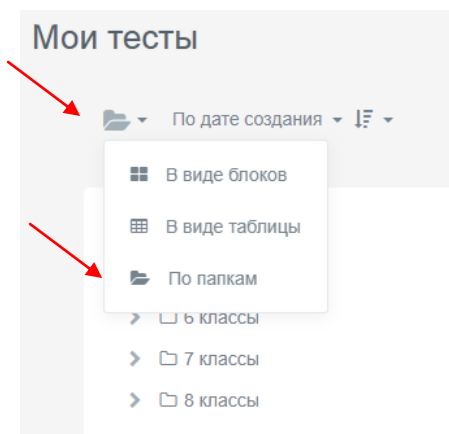 Мои тесты
По дате создания
В виде блоков
В виде таблицы
По папкам
6 классы
7 классы
8 классы